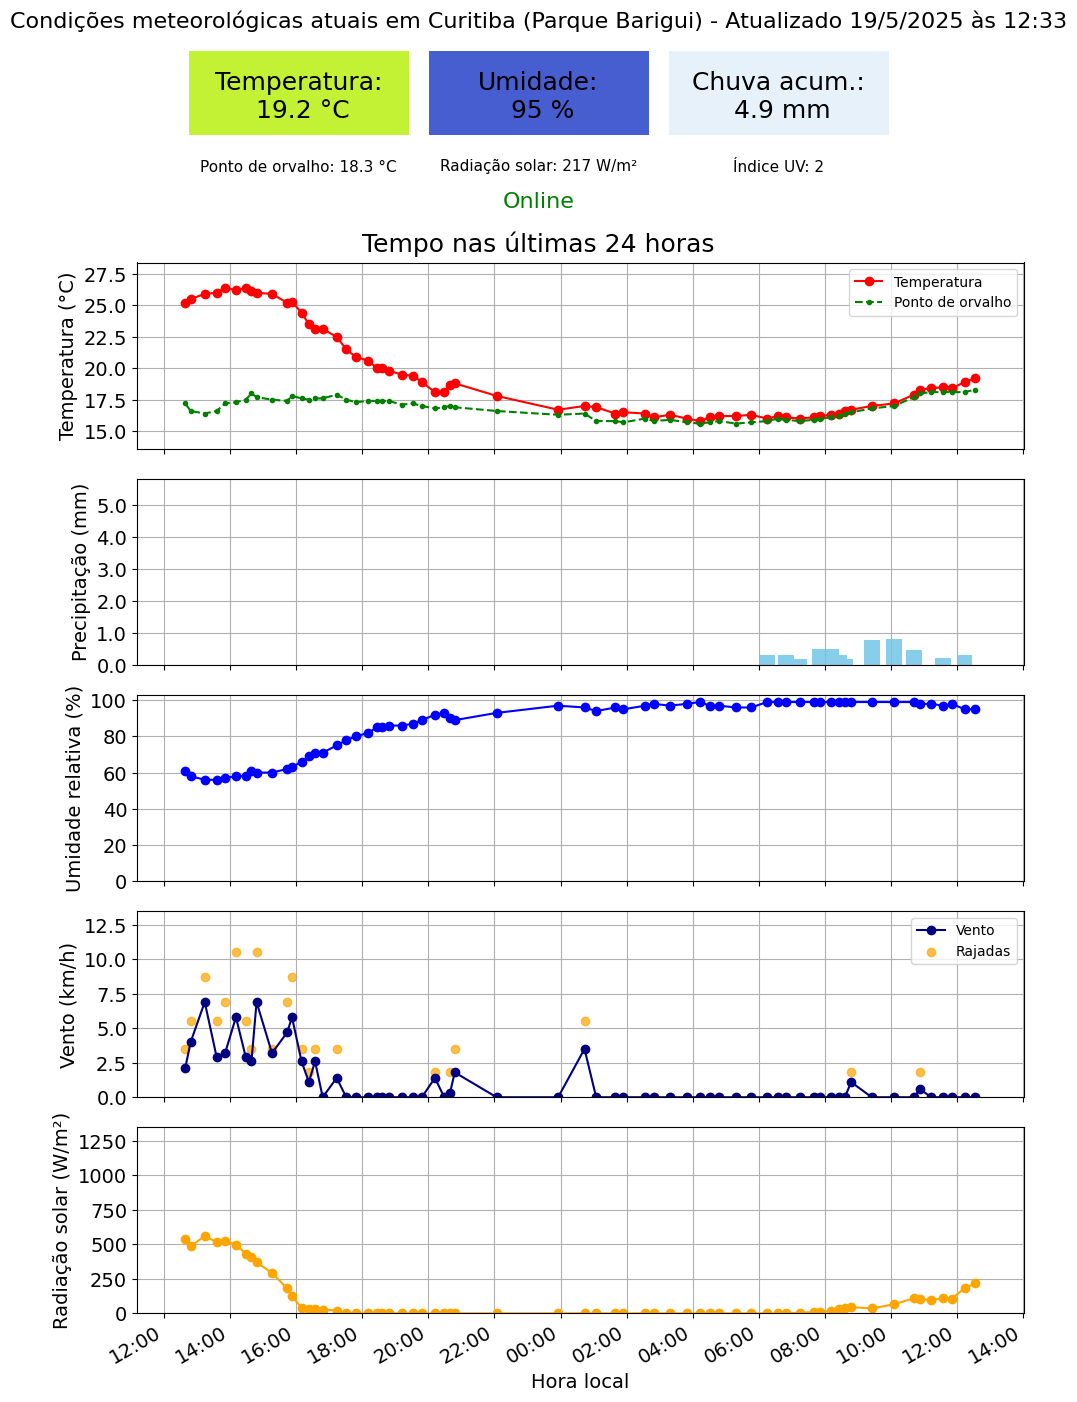 Condições meteorológicas atuais em Curitiba (Parque Barigui) - Atualizado 19/5/2025 às 12:33
Temperatura:
19.2 °C
Umidade:
95 %
Chuva acum.:
4.9 mm
Ponto de orvalho: 18.3 °C
Radiação solar: 217 W/m²
Índice UV: 2
Online
Tempo nas últimas 24 horas
Temperatura (°C)
27.5
25.0
22.5
20.0
17.5
15.0
Temperatura
Ponto de orvalho
Precipitação (mm)
5.0
4.0
3.0
2.0
1.0
0.0
Umidade relativa (%)
100
80
60
40
20
0
Vento (km/h)
12.5
10.0
7.5
5.0
2.5
0.0
Vento
Rajadas
Radiação solar (W/m²)
1250
1000
750
500
250
0
12:00
14:00
16:00
18:00
20:00
22:00
00:00
02:00
04:00
06:00
08:00
10:00
12:00
14:00
Hora local